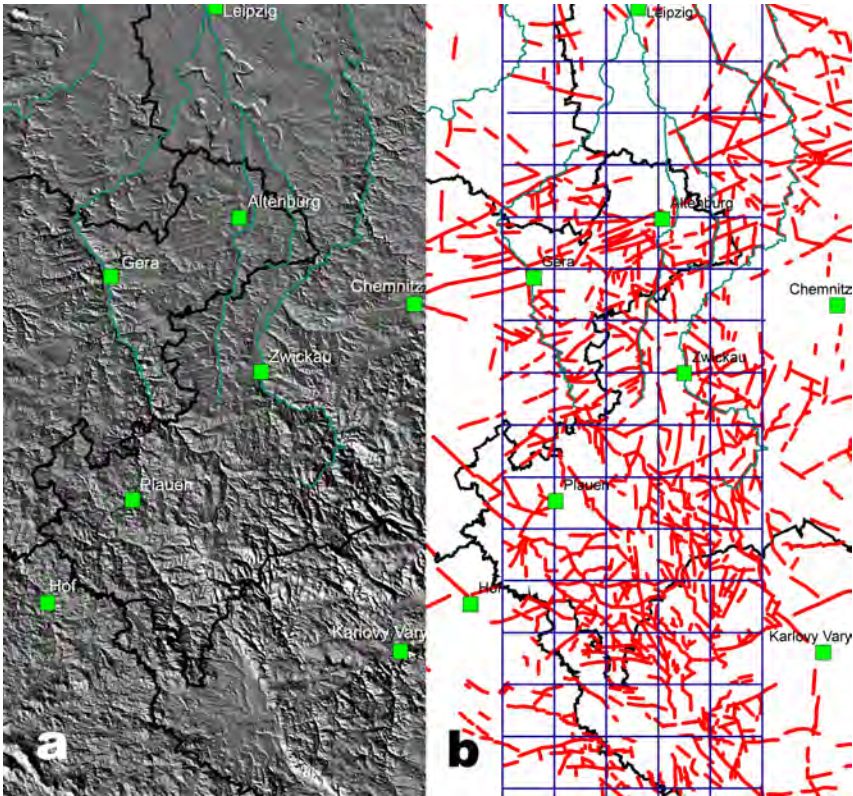 Leipzig
Altenburg
Gera
Chemnitz
Zwickau
Plauen
Hof
Karlovy Vary
a
Leipzig
Altenburg
Gera
Chemnitz
Zwickau
Plauen
Hof
Karlovy Vary
b